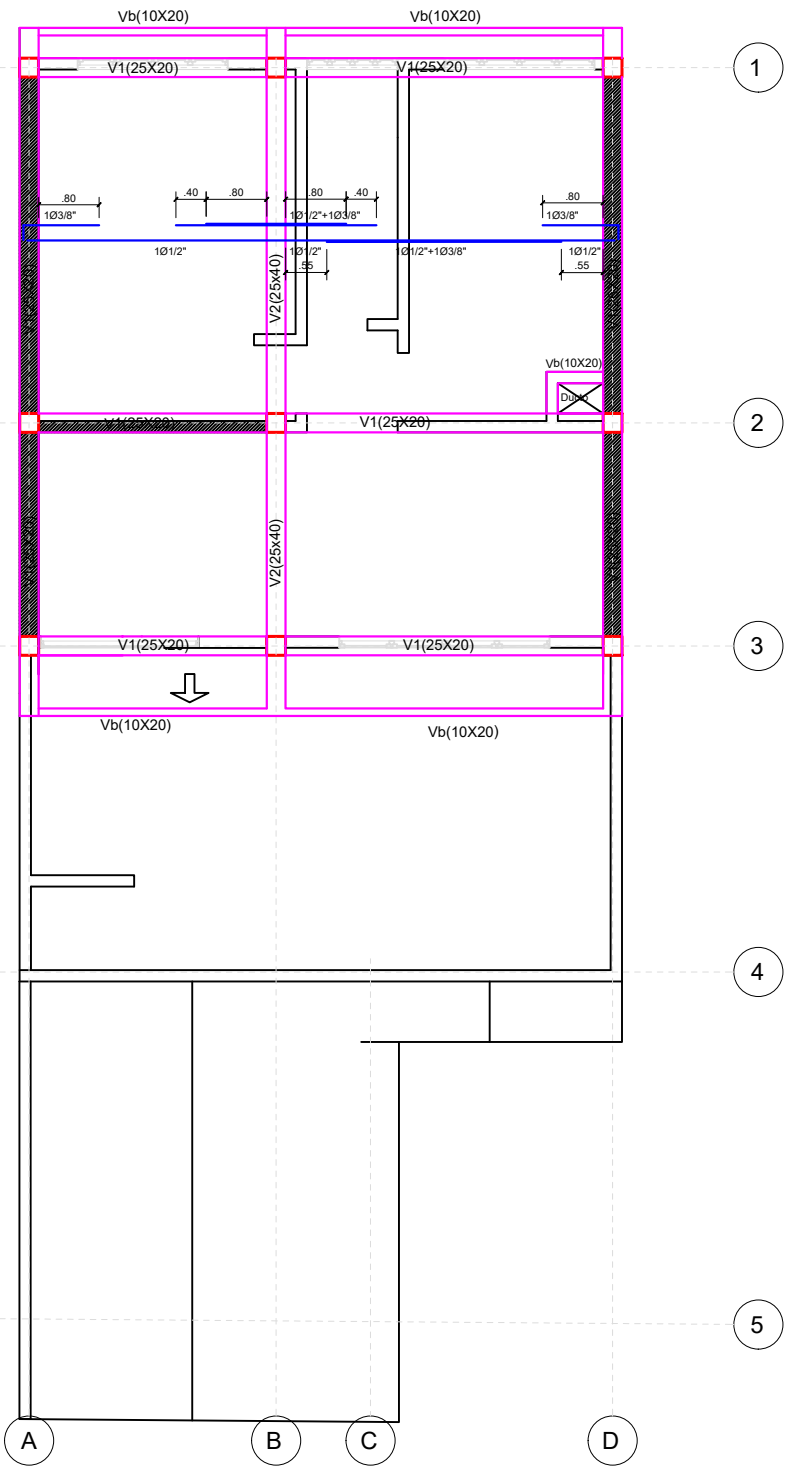 Vb(10X20) Vb(10X20)
V1(25X20) V1(25X20) 1
.80 .40 .80 .80 .40 .80
1Ø3/8" 1Ø1/2"+1Ø3/8" 1Ø3/8"
1Ø1/2" 1Ø1/2" 1Ø1/2"+1Ø3/8" 1Ø1/2"
.55 .55
V2(25x40)
Vb(10X20)
Ducto
V1(25X20) V1(25X20) 2
V2(25x40)
V1(25X20) V1(25X20) 3
Vb(10X20) Vb(10X20)
4
5
A B C D